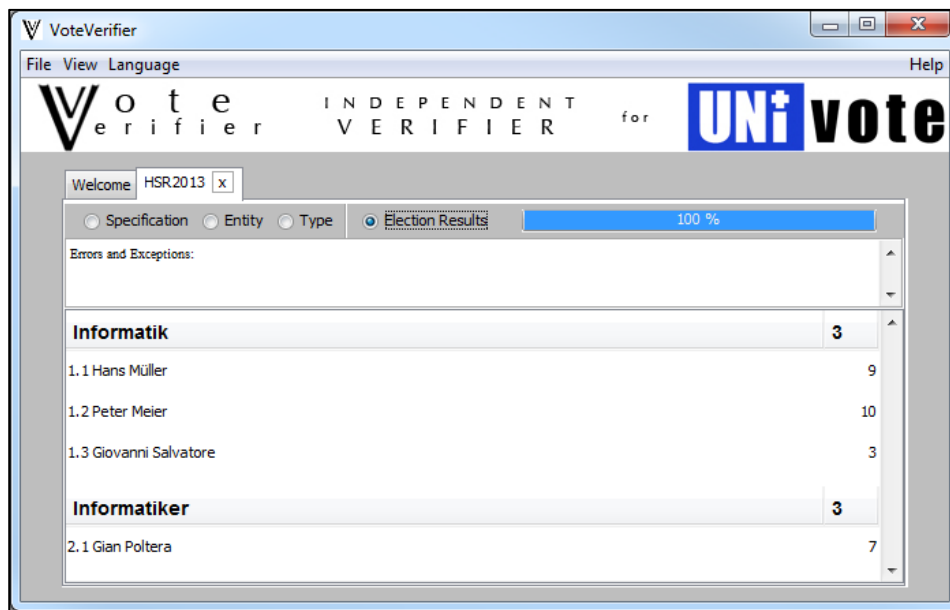 VoteVerifier
File View Language Help
Vote INDEPENDENT
Verifier VERIFIER for UNivote
Welcome HSR2013 x
Specification Entity Type Election Results 100 %
Errors and Exceptions:
Informatik 3
1.1 Hans Müller 9
1.2 Peter Meier 10
1.3 Giovanni Salvatore 3
Informatiker 3
2.1 Gian Poltera 7